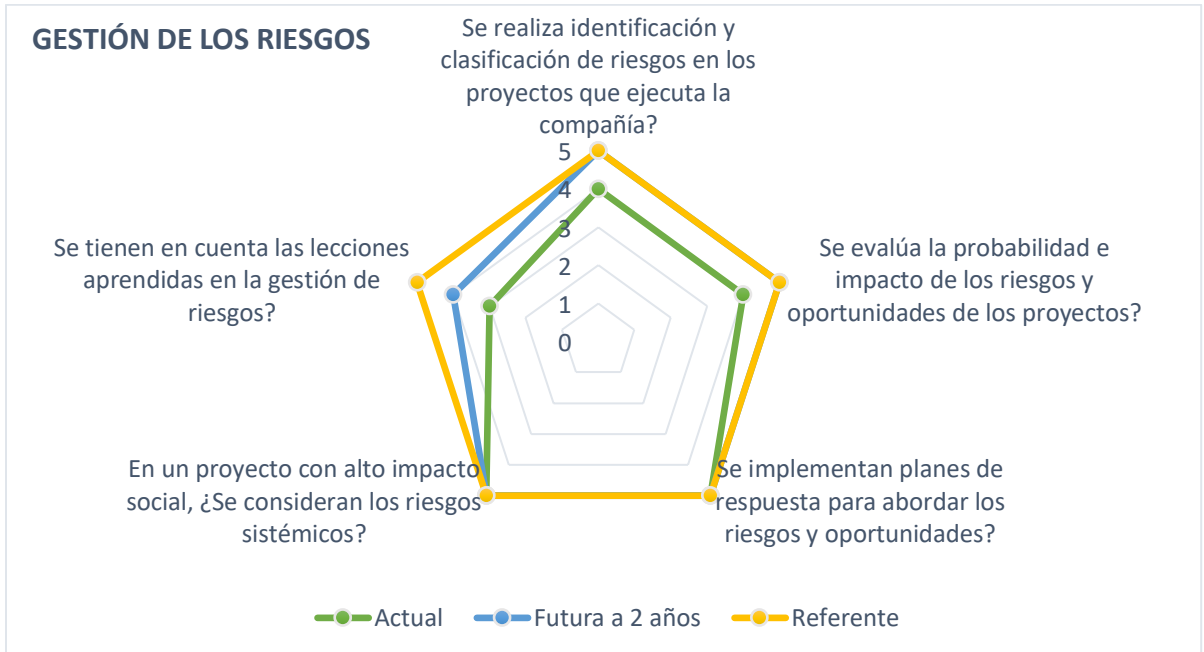 GESTIÓN DE LOS RIESGOS
Se realiza identificación y
clasificación de riesgos en los
proyectos que ejecuta la
compañía?
5
4
3
2
1
0
Se evalúa la probabilidad e
impacto de los riesgos y
oportunidades de los proyectos?
Se implementan planes de
respuesta para abordar los
riesgos y oportunidades?
En un proyecto con alto impacto
social, ¿Se consideran los riesgos
sistémicos?
Se tienen en cuenta las lecciones
aprendidas en la gestión de
riesgos?
Actual
Futura a 2 años
Referente